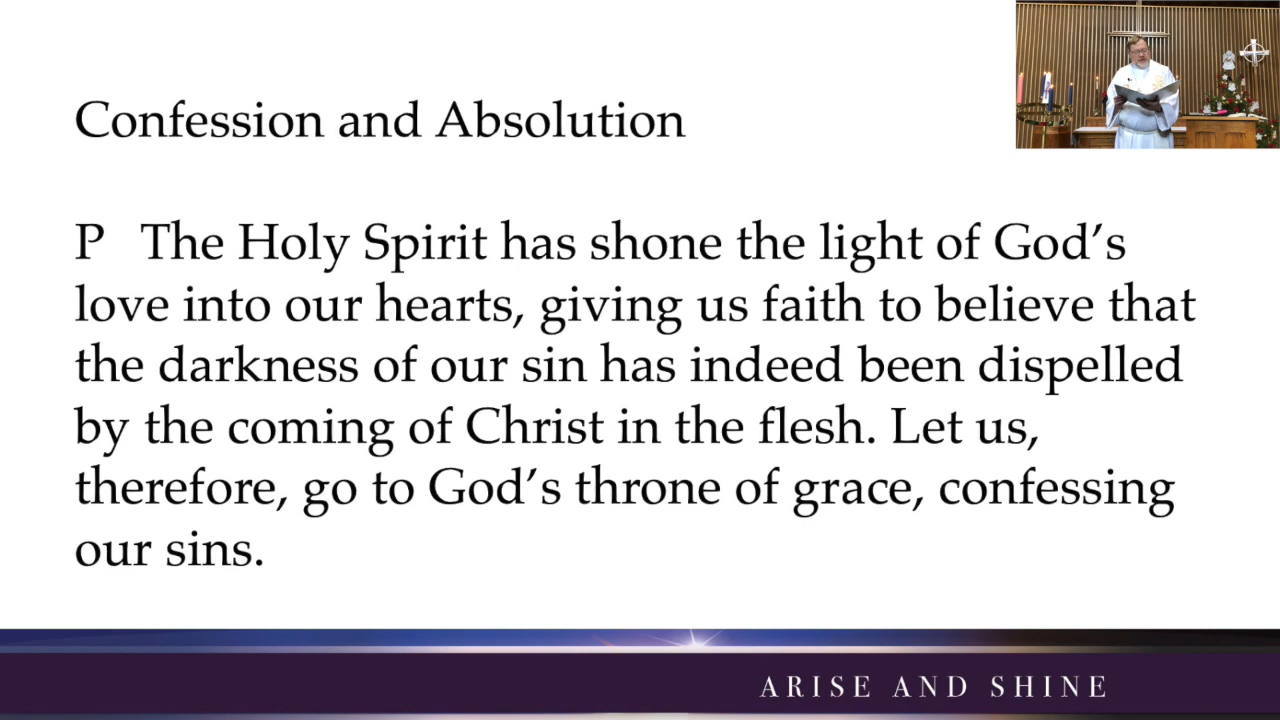 Confession and Absolution
P The Holy Spirit has shone the light of God’s
love into our hearts, giving us faith to believe that
the darkness of our sin has indeed been dispelled
by the coming of Christ in the flesh. Let us,
therefore, go to God’s throne of grace, confessing
our sins.
ARISE AND SHINE